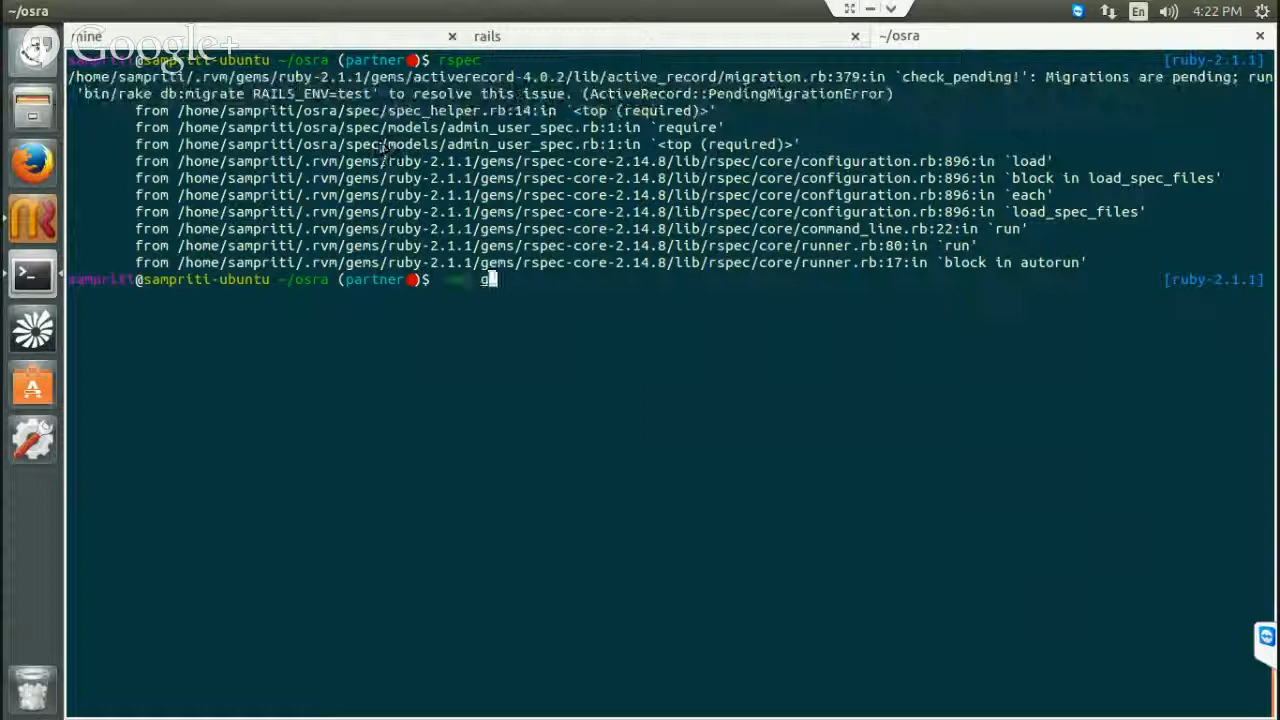 ~/osra
En
4:22 PM
Google+
mine
rails
~/osra
sampriti@sampriti-ubuntu ~/osra (partner)$ rspec
/home/sampriti/.rvm/gems/ruby-2.1.1/gems/activerecord-4.0.2/lib/active_record/migration.rb:379:in `check_pending!': Migrations are pending; run
'bin/rake db:migrate RAILS_ENV=test' to resolve this issue. (ActiveRecord::PendingMigrationError)
from /home/sampriti/osra/spec/spec_helper.rb:14:in `<top (required)>'
from /home/sampriti/osra/spec/models/admin_user_spec.rb:1:in `require'
from /home/sampriti/osra/spec/models/admin_user_spec.rb:1:in `<top (required)>'
from /home/sampriti/.rvm/gems/ruby-2.1.1/gems/rspec-core-2.14.8/lib/rspec/core/configuration.rb:896:in `load'
from /home/sampriti/.rvm/gems/ruby-2.1.1/gems/rspec-core-2.14.8/lib/rspec/core/configuration.rb:896:in `block in load_spec_files'
from /home/sampriti/.rvm/gems/ruby-2.1.1/gems/rspec-core-2.14.8/lib/rspec/core/configuration.rb:896:in `each'
from /home/sampriti/.rvm/gems/ruby-2.1.1/gems/rspec-core-2.14.8/lib/rspec/core/configuration.rb:896:in `load_spec_files'
from /home/sampriti/.rvm/gems/ruby-2.1.1/gems/rspec-core-2.14.8/lib/rspec/core/command_line.rb:22:in `run'
from /home/sampriti/.rvm/gems/ruby-2.1.1/gems/rspec-core-2.14.8/lib/rspec/core/runner.rb:80:in `run'
from /home/sampriti/.rvm/gems/ruby-2.1.1/gems/rspec-core-2.14.8/lib/rspec/core/runner.rb:17:in `block in autorun'
sampriti@sampriti-ubuntu ~/osra (partner)$ g [ruby-2.1.1]